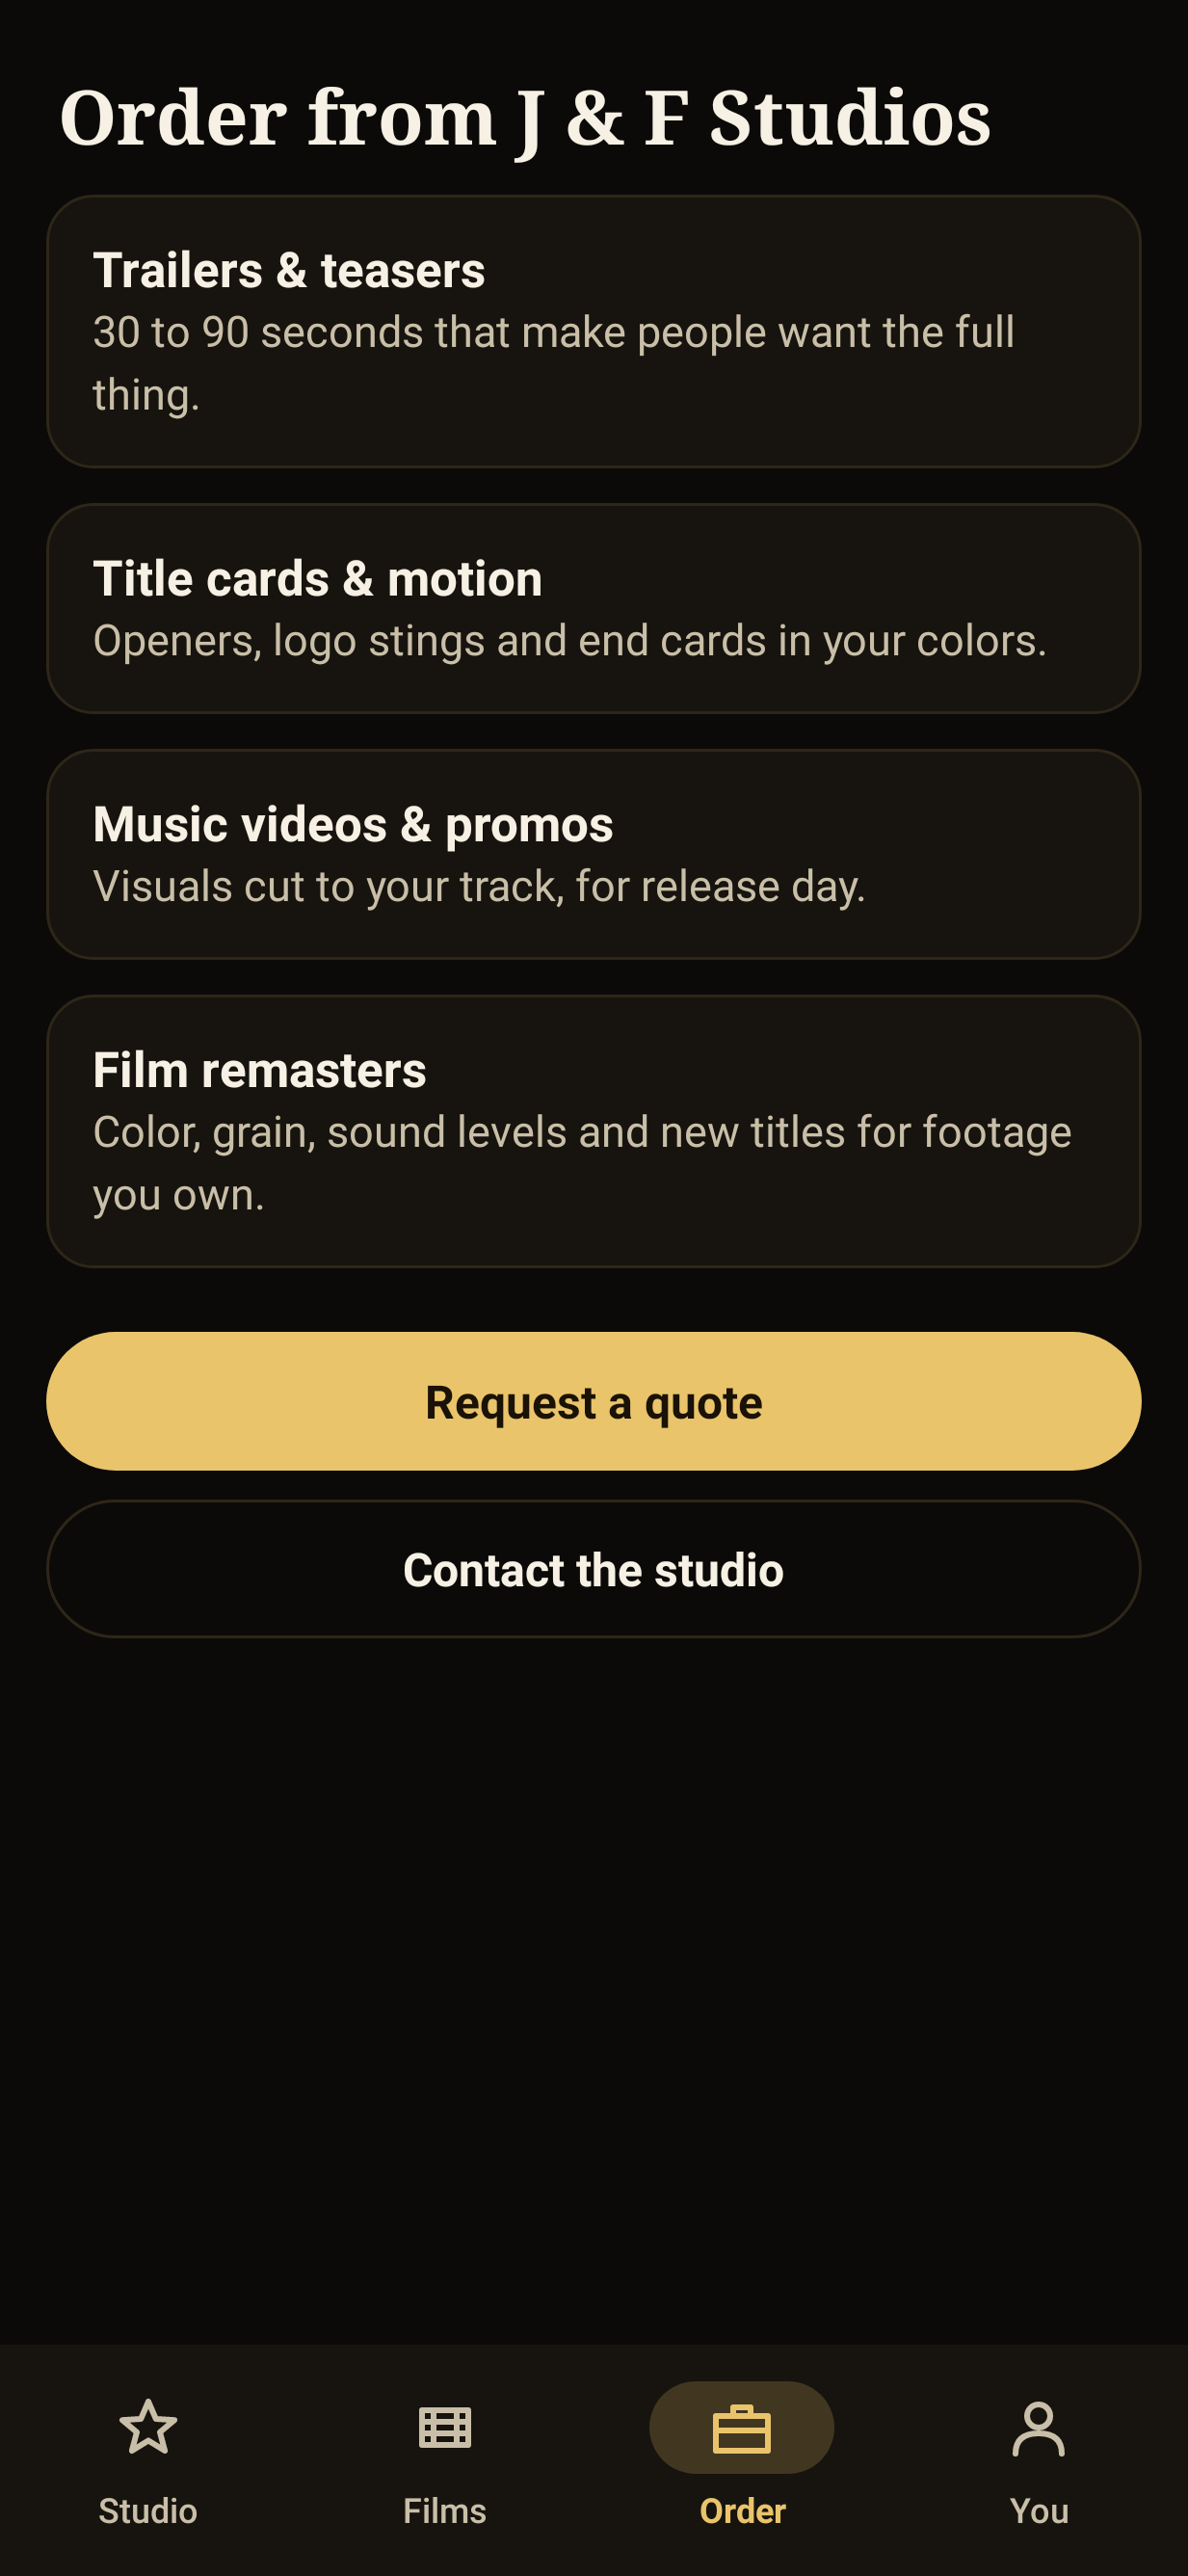 Order from J & F Studios
Trailers & teasers
30 to 90 seconds that make people want the full
thing.
Title cards & motion
Openers, logo stings and end cards in your colors.
Music videos & promos
Visuals cut to your track, for release day.
Film remasters
Color, grain, sound levels and new titles for footage
you own.
Request a quote
Contact the studio
Studio
Films
Order
You